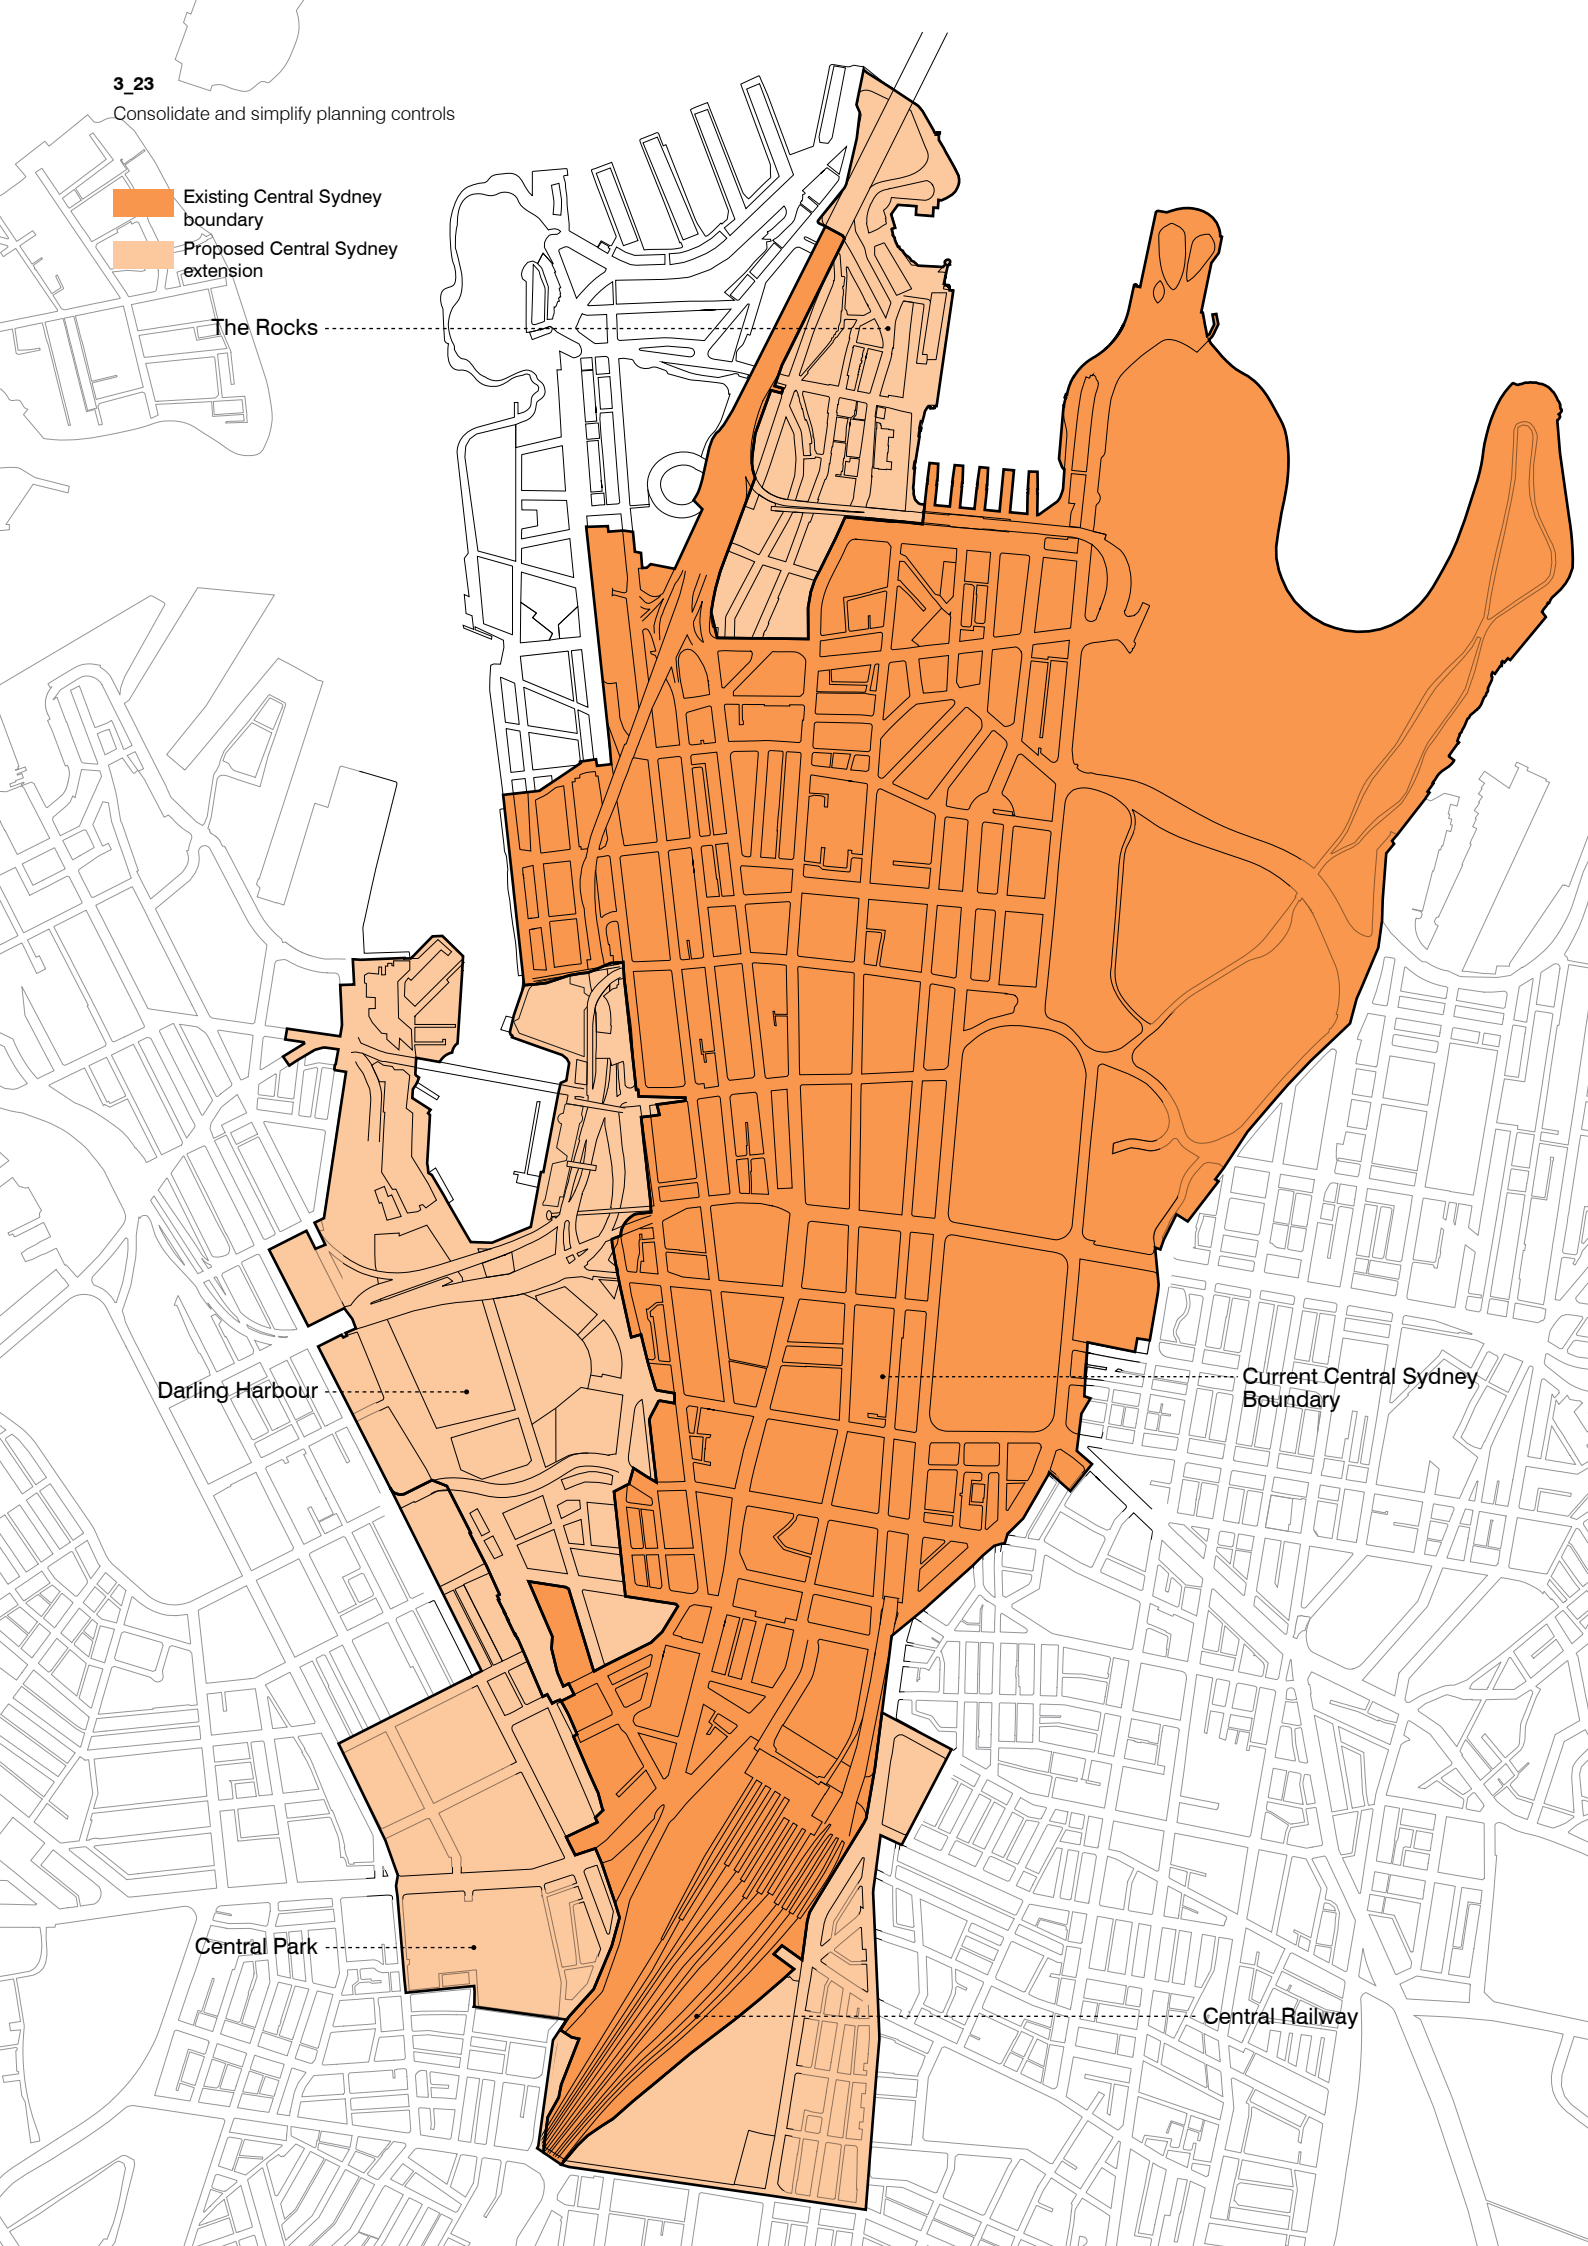 3_23
Consolidate and simplify planning controls
Existing Central Sydney
boundary
Proposed Central Sydney
extension
The Rocks
Darling Harbour
Current Central Sydney
Boundary
Central Park
Central Railway